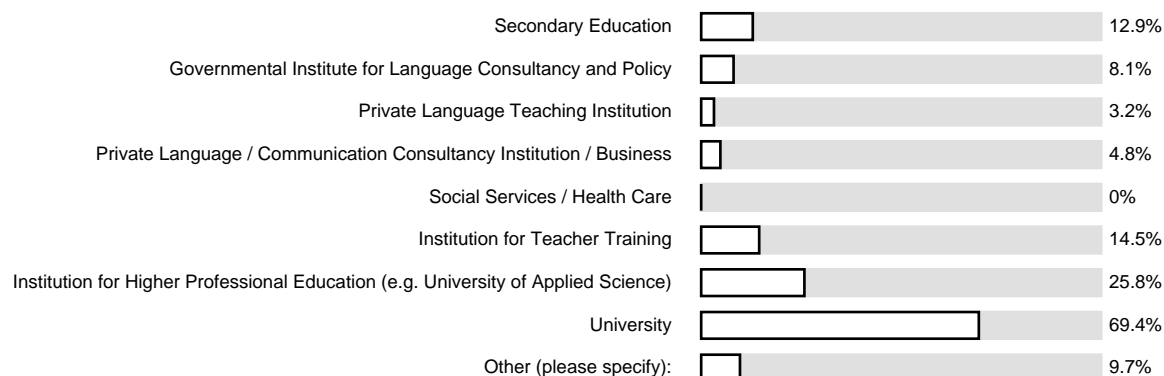 Secondary Education 12.9%
Governmental Institute for Language Consultancy and Policy 8.1%
Private Language Teaching Institution 3.2%
Private Language / Communication Consultancy Institution / Business 4.8%
Social Services / Health Care 0%
Institution for Teacher Training 14.5%
Institution for Higher Professional Education (e.g. University of Applied Science) 25.8%
University 69.4%
Other (please specify): 9.7%